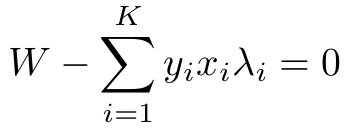 $W - \sum_{i=1}^{K} y_i x_i \lambda_i = 0$